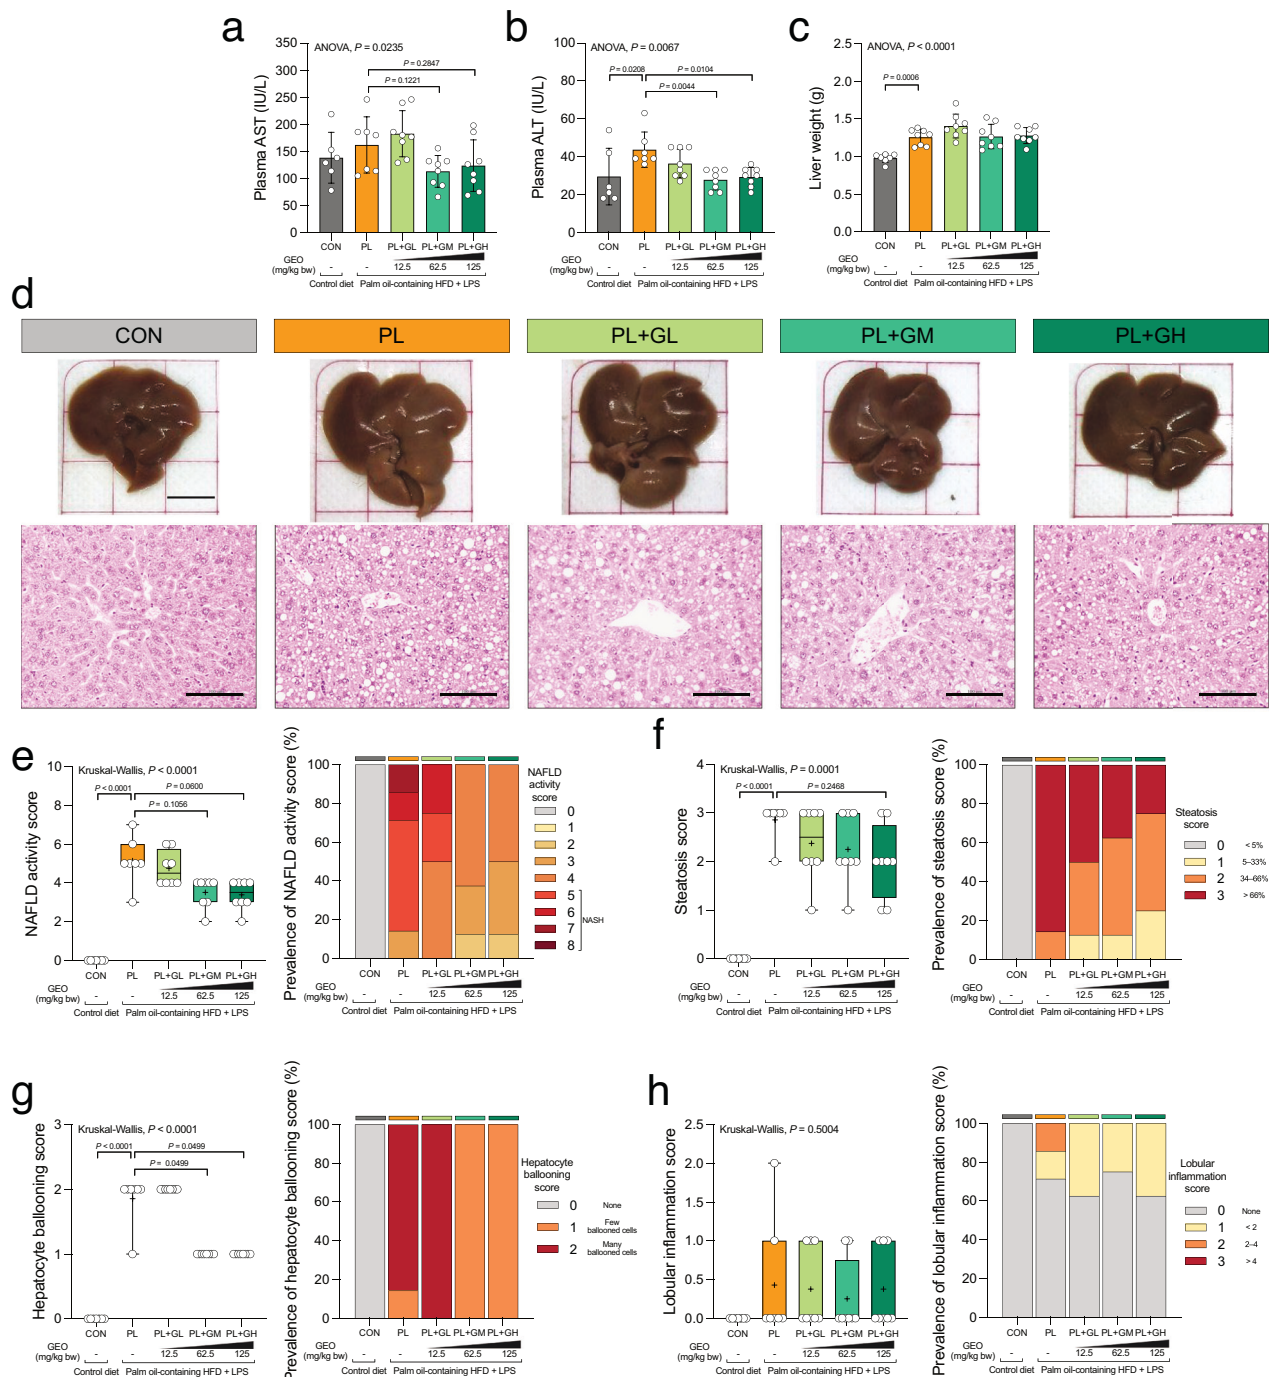 a
ANOVA, P = 0.0235
P = 0.2847
P = 0.1221
Plasma AST (IU/L)
350
300
250
200
150
100
50
0
CON PL PL+GL PL+GM PL+GH
GEO
(mg/kg bw) - - 12.5 62.5 125
Control diet Palm oil-containing HFD + LPS
b
ANOVA, P = 0.0067
P = 0.0208 P = 0.0104
P = 0.0044
Plasma ALT (IU/L)
100
80
60
40
20
0
CON PL PL+GL PL+GM PL+GH
GEO
(mg/kg bw) - - 12.5 62.5 125
Control diet Palm oil-containing HFD + LPS
c
ANOVA, P < 0.0001
P = 0.0006
Liver weight (g)
2.5
2.0
1.5
1.0
0.5
0.0
CON PL PL+GL PL+GM PL+GH
GEO
(mg/kg bw) - - 12.5 62.5 125
Control diet Palm oil-containing HFD + LPS
d
CON PL PL+GL PL+GM PL+GH
e
Kruskal-Wallis, P < 0.0001
P < 0.0001 P = 0.0600
P = 0.1056
NAFLD activity score
10
8
6
4
2
0
CON PL PL+GL PL+GM PL+GH
GEO
(mg/kg bw) - - 12.5 62.5 125
Control diet Palm oil-containing HFD + LPS
Prevalence of NAFLD activity score (%)
100
80
60
40
20
0
CON PL PL+GL PL+GM PL+GH
GEO
(mg/kg bw) - - 12.5 62.5 125
Control diet Palm oil-containing HFD + LPS
NAFLD
activity
score
0
1
2
3
4
5
6
7
8
NASH
f
Kruskal-Wallis, P = 0.0001
P < 0.0001 P = 0.2468
Steatosis score
4
3
2
1
0
CON PL PL+GL PL+GM PL+GH
GEO
(mg/kg bw) - - 12.5 62.5 125
Control diet Palm oil-containing HFD + LPS
Prevalence of steatosis score (%)
100
80
60
40
20
0
CON PL PL+GL PL+GM PL+GH
GEO
(mg/kg bw) - - 12.5 62.5 125
Control diet Palm oil-containing HFD + LPS
Steatosis
score
0 < 5%
1 5–33%
2 34–66%
3 > 66%
g
Kruskal-Wallis, P < 0.0001
P < 0.0001 P = 0.0499
P = 0.0499
Hepatocyte ballooning score
3
2
1
0
CON PL PL+GL PL+GM PL+GH
GEO
(mg/kg bw) - - 12.5 62.5 125
Control diet Palm oil-containing HFD + LPS
Prevalence of hepatocyte ballooning score (%)
100
80
60
40
20
0
CON PL PL+GL PL+GM PL+GH
GEO
(mg/kg bw) - - 12.5 62.5 125
Control diet Palm oil-containing HFD + LPS
Hepatocyte
ballooning
score
0 None
1 Few ballooned cells
2 Many ballooned cells
h
Kruskal-Wallis, P = 0.5004
Lobular inflammation score
2.5
2.0
1.5
1.0
0.5
0.0
CON PL PL+GL PL+GM PL+GH
GEO
(mg/kg bw) - - 12.5 62.5 125
Control diet Palm oil-containing HFD + LPS
Prevalence of lobular inflammation score (%)
100
80
60
40
20
0
CON PL PL+GL PL+GM PL+GH
GEO
(mg/kg bw) - - 12.5 62.5 125
Control diet Palm oil-containing HFD + LPS
Lobular
inflammation
score
0 None
1 < 2
2 2–4
3 > 4